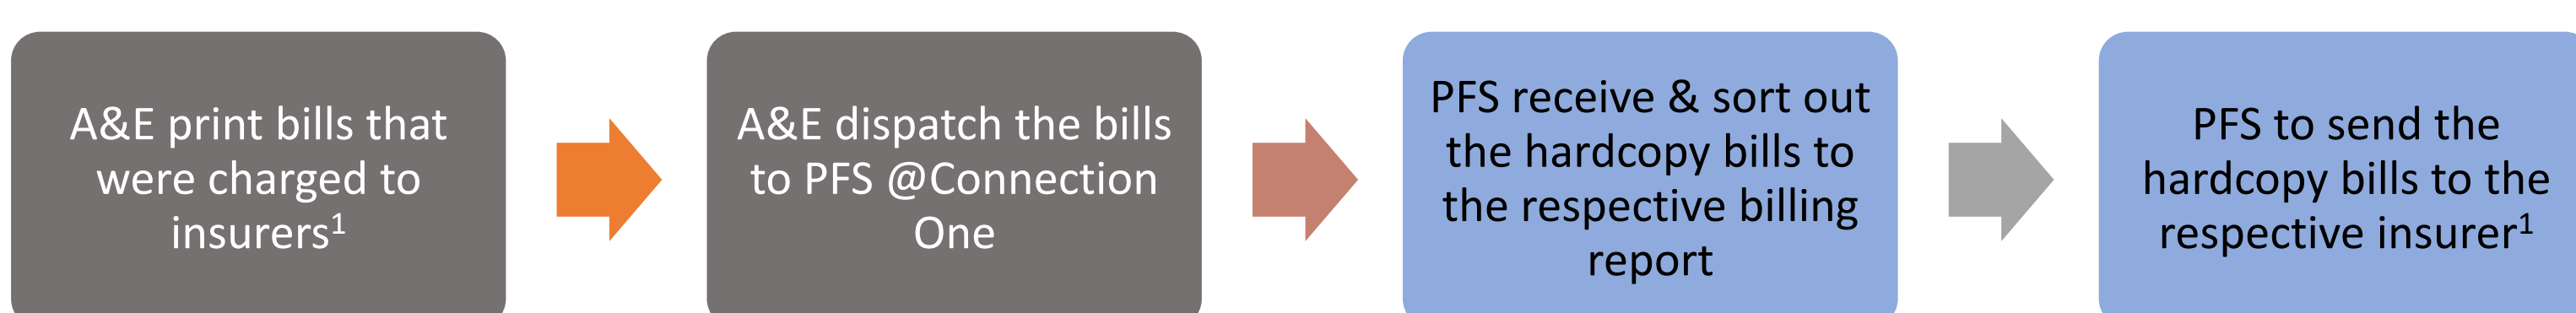 A&E print bills that
were charged to
insurers¹
A&E dispatch the bills
to PFS @Connection
One
PFS receive & sort out
the hardcopy bills to
the respective billing
report
PFS to send the
hardcopy bills to the
respective insurer¹